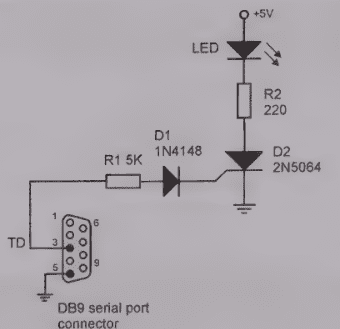 +5V
LED
R2
220
D1
1N4148
R1 5K
D2
2N5064
1
6
TD
3
5
9
DB9 serial port
connector